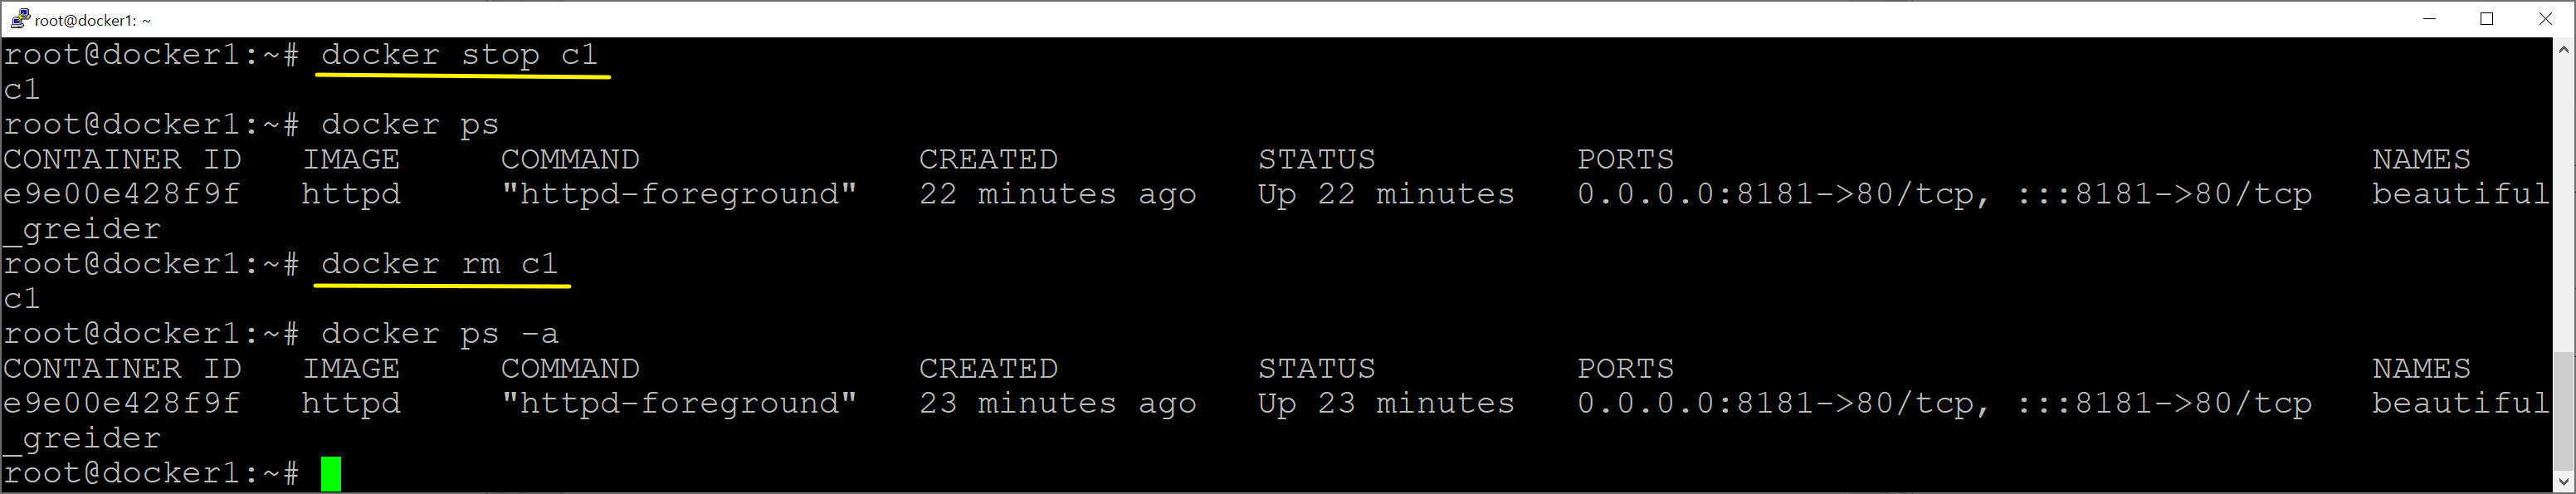 root@docker1: ~
root@docker1:~# docker stop c1
c1
root@docker1:~# docker ps
CONTAINER ID   IMAGE     COMMAND              CREATED          STATUS          PORTS                                   NAMES
e9e00e428f9f   httpd     "httpd-foreground"   22 minutes ago   Up 22 minutes   0.0.0.0:8181->80/tcp, :::8181->80/tcp   beautiful
_greider
root@docker1:~# docker rm c1
c1
root@docker1:~# docker ps -a
CONTAINER ID   IMAGE     COMMAND              CREATED          STATUS          PORTS                                   NAMES
e9e00e428f9f   httpd     "httpd-foreground"   23 minutes ago   Up 23 minutes   0.0.0.0:8181->80/tcp, :::8181->80/tcp   beautiful
_greider
root@docker1:~#